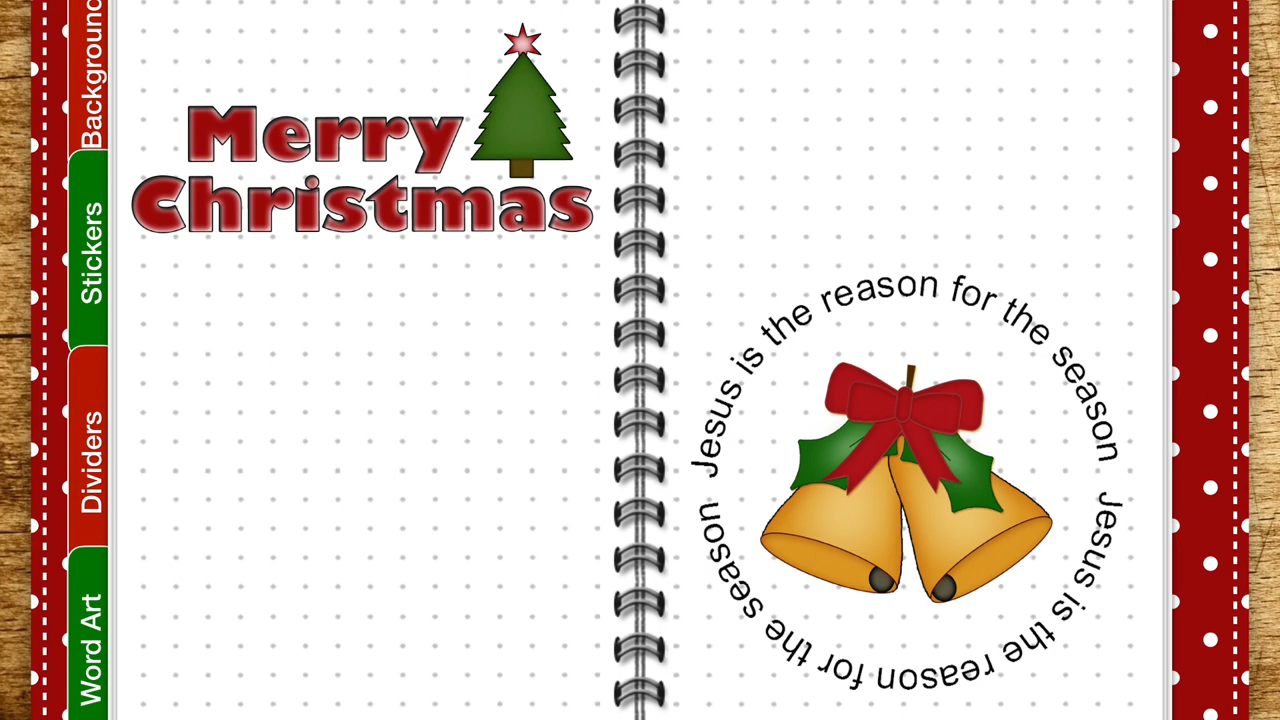 Background
Stickers
Dividers
Word Art
Merry
Christmas
Jesus is the reason for the season
Jesus is the reason for the season